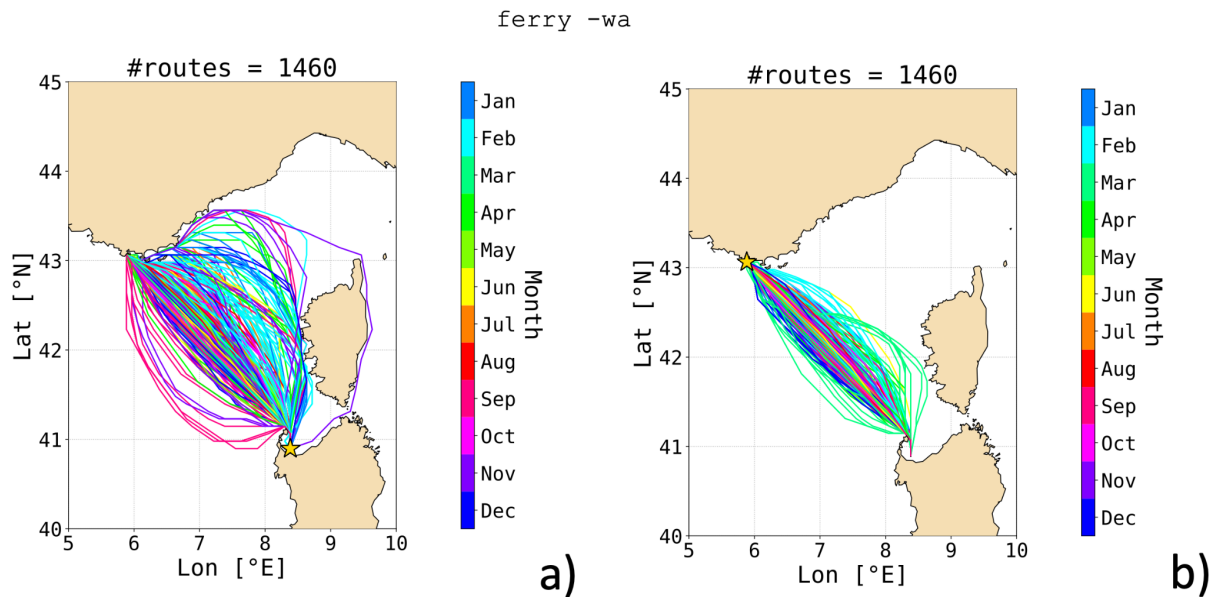 ferry -wa
#routes = 1460
45
44
43
42
41
40
Lat [°N]
5
6
7
8
9
10
Lon [°E]
Jan
Feb
Mar
Apr
May
Jun
Jul
Aug
Sep
Oct
Nov
Dec
Month
a)
#routes = 1460
45
44
43
42
41
40
Lat [°N]
5
6
7
8
9
10
Lon [°E]
Jan
Feb
Mar
Apr
May
Jun
Jul
Aug
Sep
Oct
Nov
Dec
Month
b)